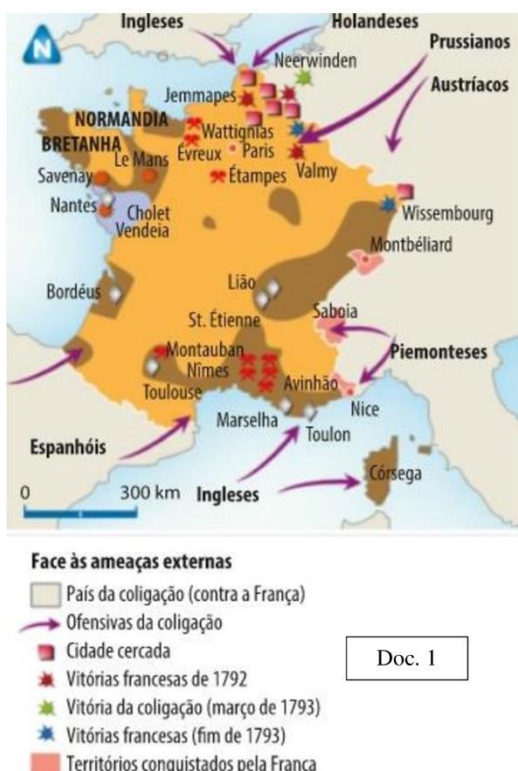 Ingleses
Holandeses
N
Neerwinden
Prussianos
Jemmapes
Austríacos
NORMANDIA
Wattignias
BRETANHA
Évreux
Paris
Le Mans
Savenay
Étampes
Valmy
Nantes
Cholet
Wissembourg
Vendeia
Montbéliard
Bordéus
Lião
Saboia
St. Étienne
Montauban
Piemonteses
Nîmes
Avinhão
Toulouse
Nice
Marselha
Toulon
Espanhóis
Córsega
0 300 km
Ingleses
Face às ameaças externas
País da coligação (contra a França)
Ofensivas da coligação
Cidade cercada
Doc. 1
Vitórias francesas de 1792
Vitória da coligação (março de 1793)
Vitórias francesas (fim de 1793)
Territórios conquistados pela França